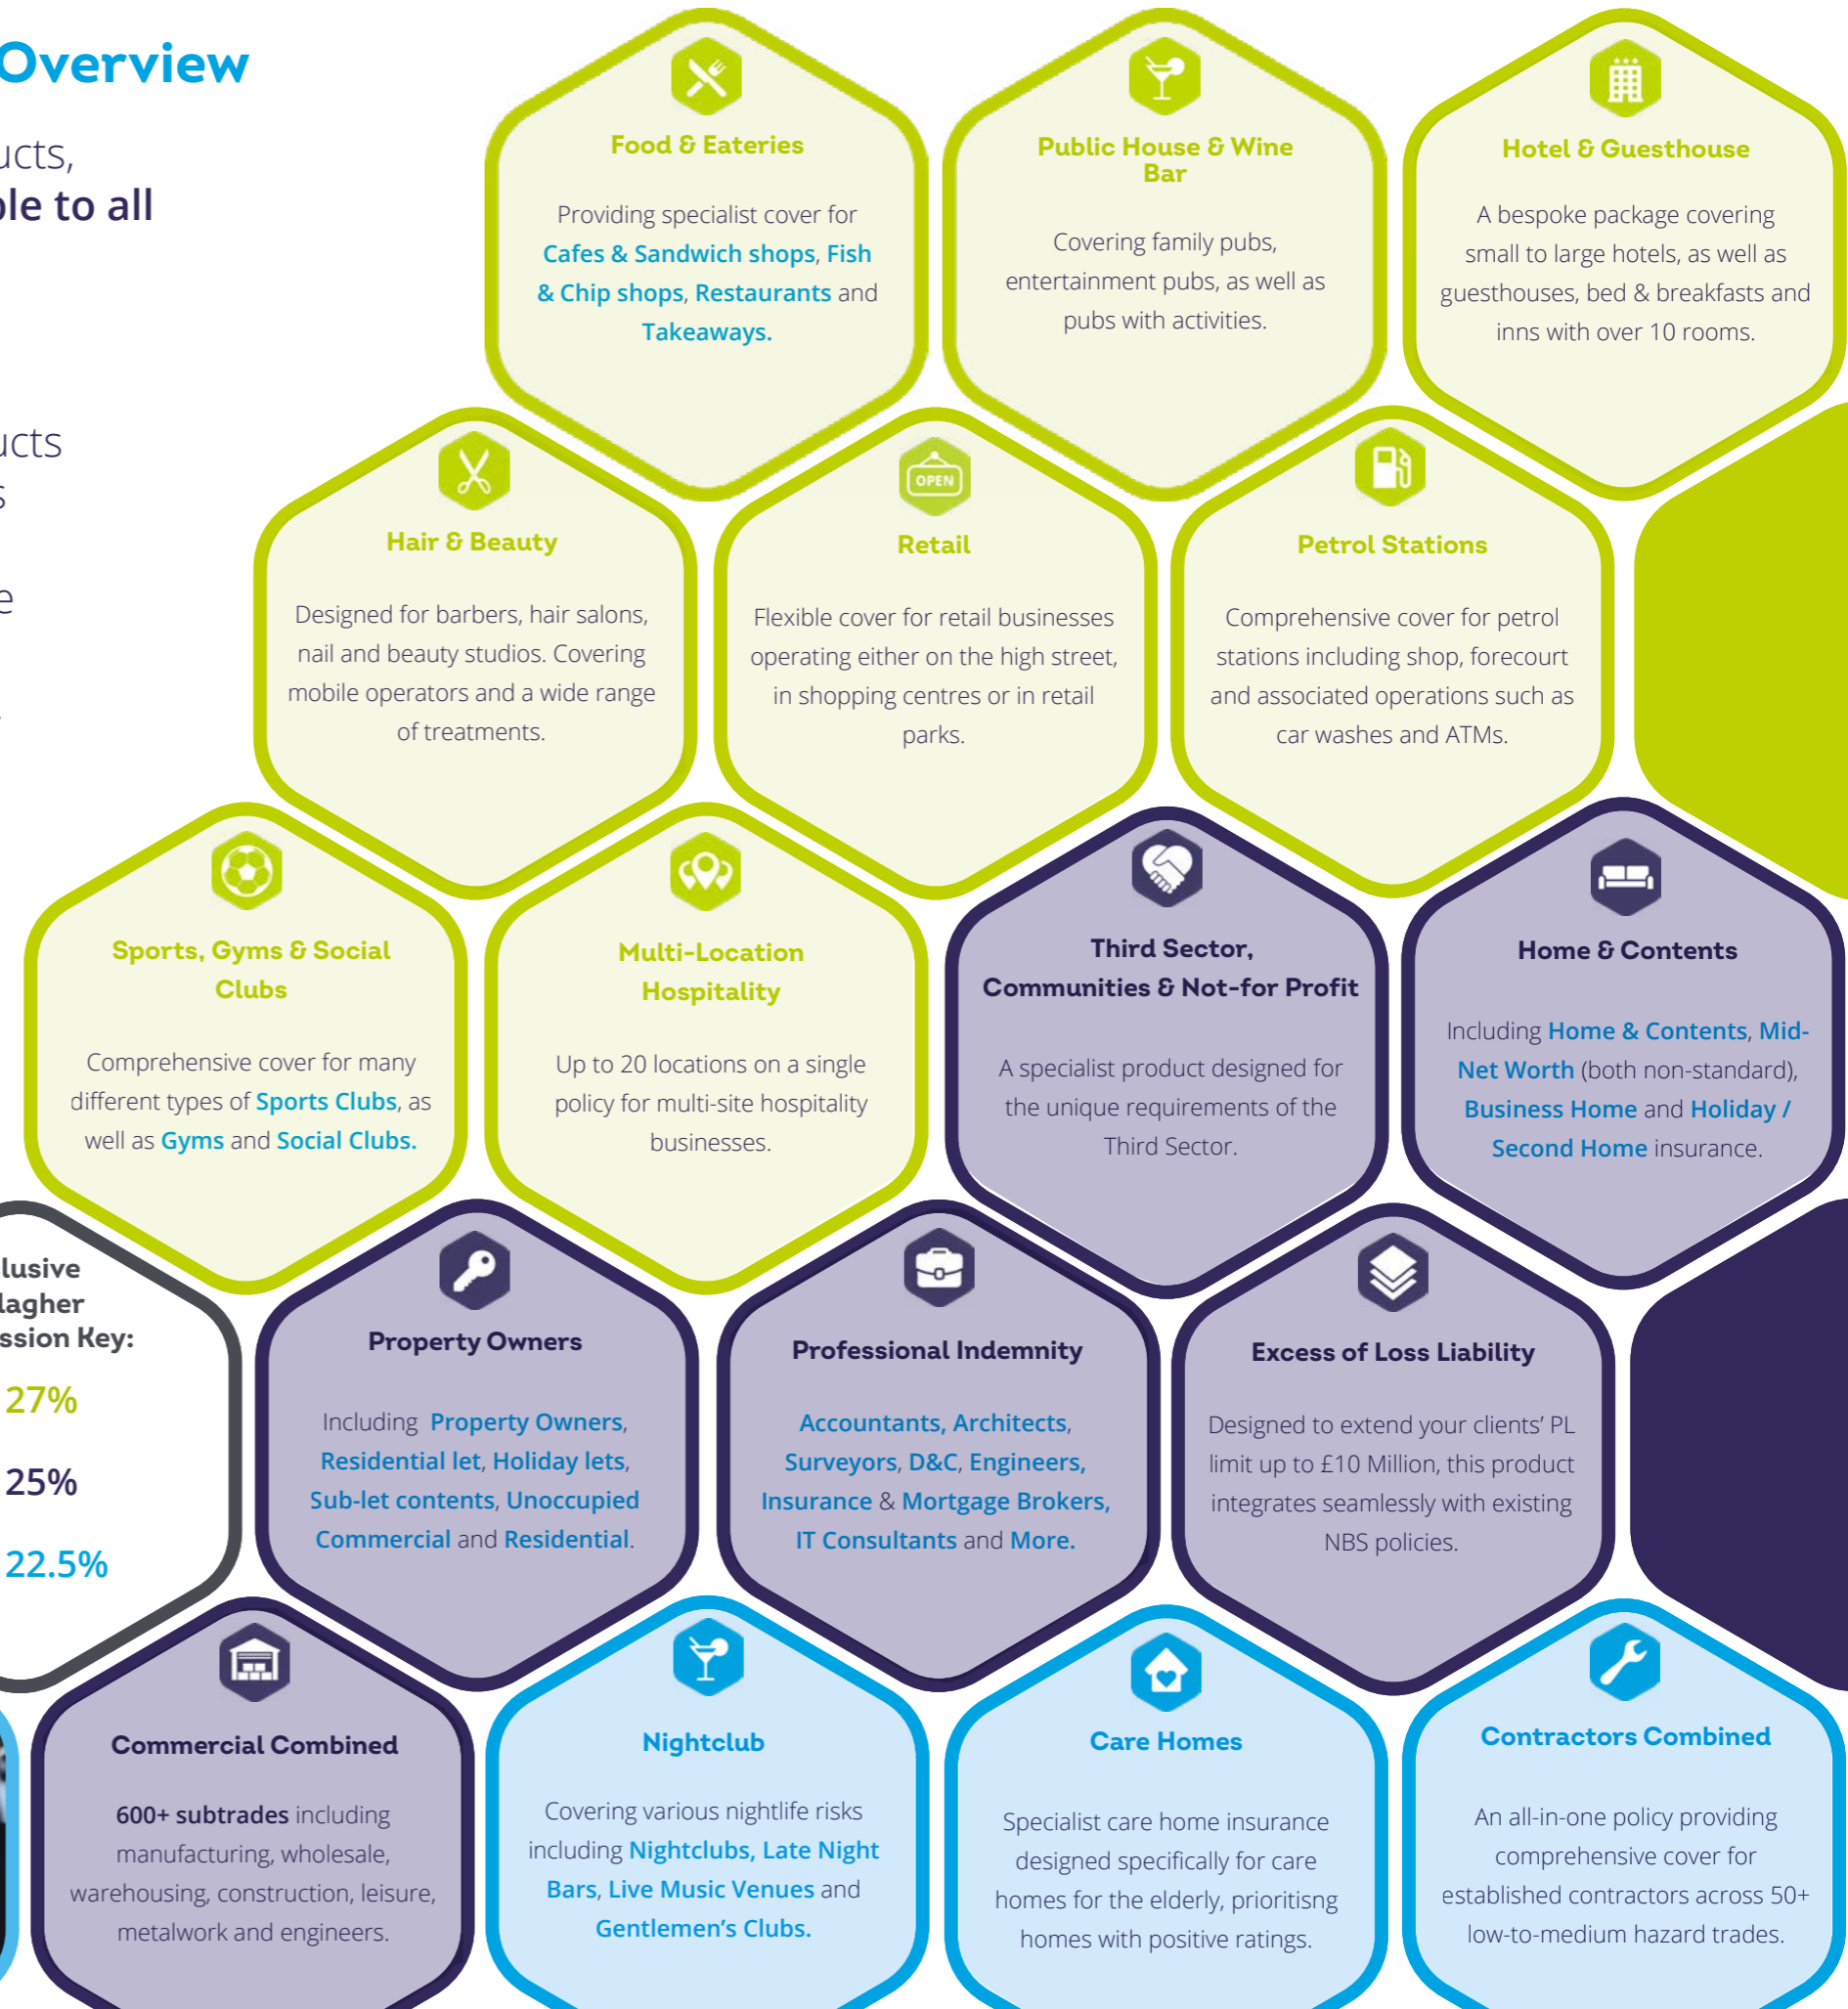 Overview
ple to all
Food & Eateries
Providing specialist cover for
Cafes & Sandwich shops, Fish
& Chip shops, Restaurants and
Takeaways.
Public House & Wine
Bar
Covering family pubs,
entertainment pubs, as well as
pubs with activities.
Hotel & Guesthouse
A bespoke package covering
small to large hotels, as well as
guesthouses, bed & breakfasts and
inns with over 10 rooms.
Hair & Beauty
Designed for barbers, hair salons,
nail and beauty studios. Covering
mobile operators and a wide range
of treatments.
OPEN
Retail
Flexible cover for retail businesses
operating either on the high street,
in shopping centres or in retail
parks.
Petrol Stations
Comprehensive cover for petrol
stations including shop, forecourt
and associated operations such as
car washes and ATMs.
Sports, Gyms & Social
Clubs
Comprehensive cover for many
different types of Sports Clubs, as
well as Gyms and Social Clubs.
Multi-Location
Hospitality
Up to 20 locations on a single
policy for multi-site hospitality
businesses.
Third Sector,
Communities & Not-for Profit
A specialist product designed for
the unique requirements of the
Third Sector.
Home & Contents
Including Home & Contents, Mid-
Net Worth (both non-standard),
Business Home and Holiday /
Second Home insurance.
lusive
lagher
ssion Key:
27%
25%
22.5%
Property Owners
Including Property Owners,
Residential let, Holiday lets,
Sub-let contents, Unoccupied
Commercial and Residential.
Professional Indemnity
Accountants, Architects,
Surveyors, D&C, Engineers,
Insurance & Mortgage Brokers,
IT Consultants and More.
Excess of Loss Liability
Designed to extend your clients’ PL
limit up to £10 Million, this product
integrates seamlessly with existing
NBS policies.
Commercial Combined
600+ subtrades including
manufacturing, wholesale,
warehousing, construction, leisure,
metalwork and engineers.
Nightclub
Covering various nightlife risks
including Nightclubs, Late Night
Bars, Live Music Venues and
Gentlemen’s Clubs.
Care Homes
Specialist care home insurance
designed specifically for care
homes for the elderly, prioritisng
homes with positive ratings.
Contractors Combined
An all-in-one policy providing
comprehensive cover for
established contractors across 50+
low-to-medium hazard trades.